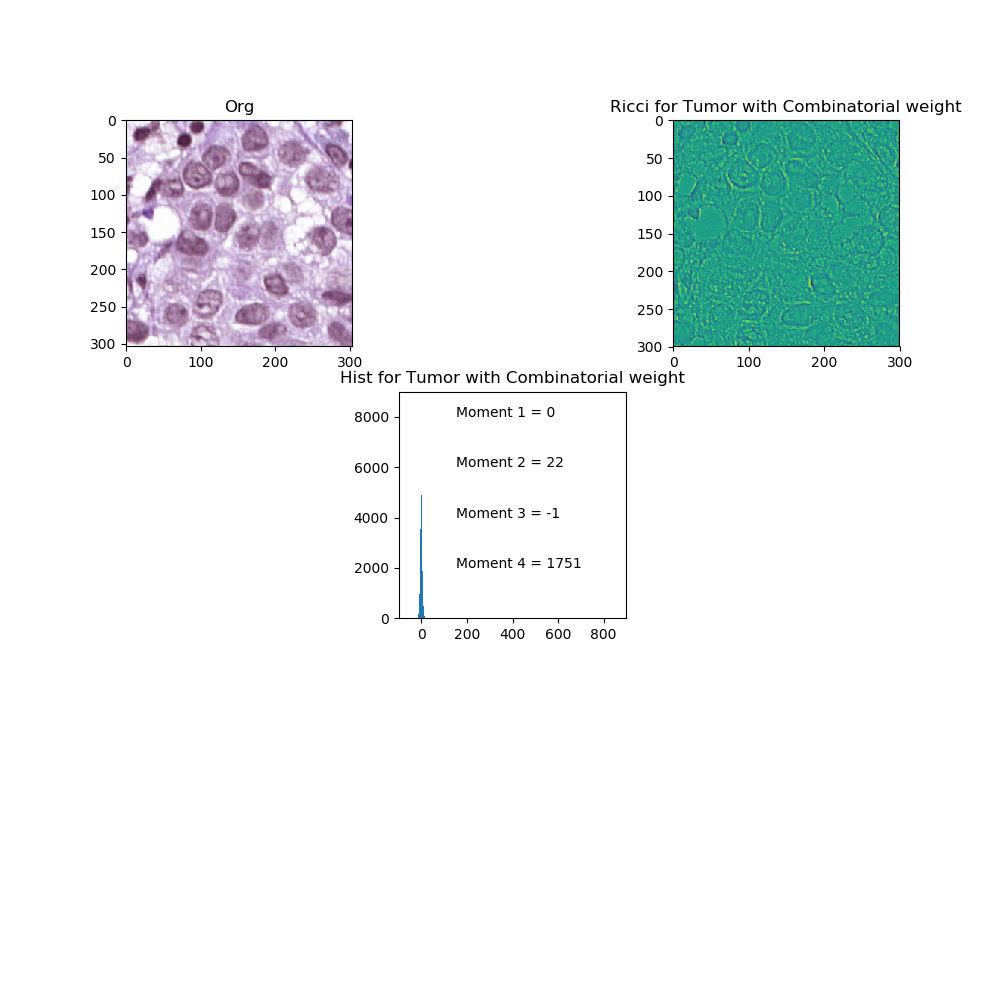 Org
0
50
100
150
200
250
300
0 100 200 300
Ricci for Tumor with Combinatorial weight
0
50
100
150
200
250
300
0 100 200 300
Hist for Tumor with Combinatorial weight
8000
6000
4000
2000
0
0 200 400 600 800
Moment 1 = 0
Moment 2 = 22
Moment 3 = -1
Moment 4 = 1751